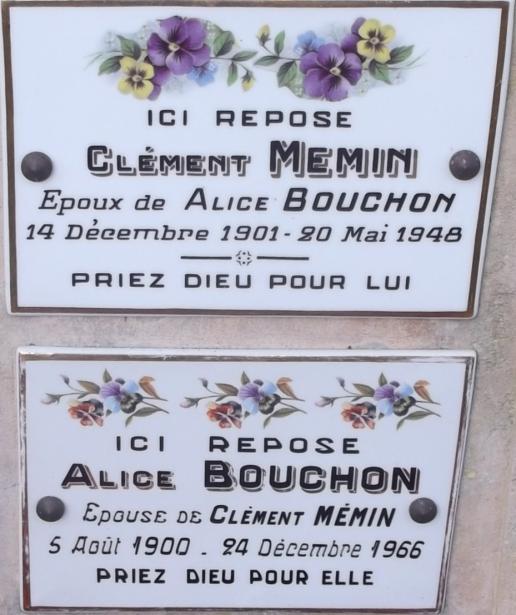 ICI REPOSE
CLÉMENT MEMIN
Epoux de ALICE BOUCHON
14 Décembre 1901 - 20 Mai 1948
PRIEZ DIEU POUR LUI
ICI REPOSE
ALICE BOUCHON
EPOUSE DE CLÉMENT MÉMIN
5 Août 1900 - 24 Décembre 1966
PRIEZ DIEU POUR ELLE